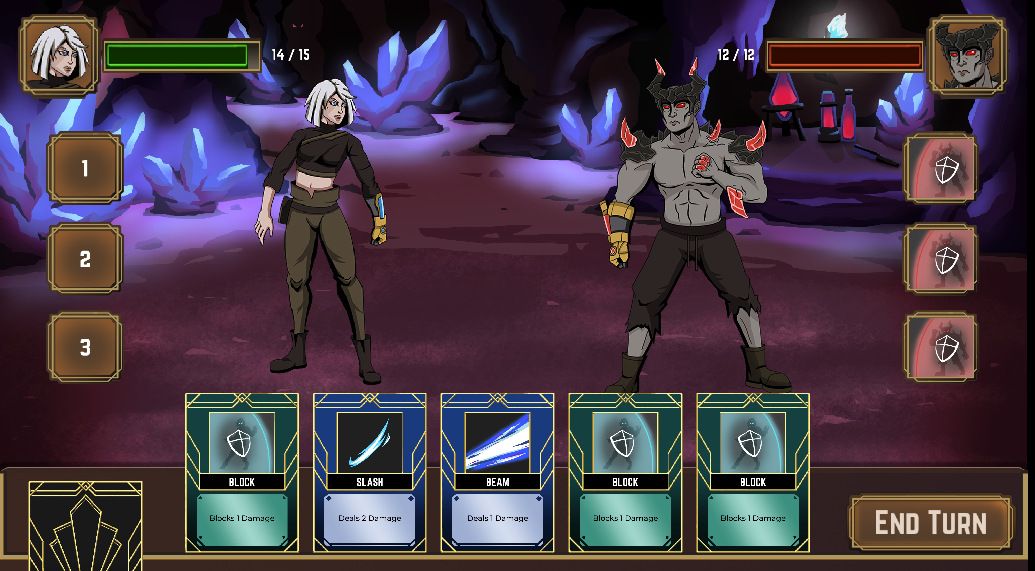 14 / 15
12 / 12
1
2
3
BLOCK
Blocks 1 Damage
SLASH
Deals 2 Damage
BEAM
Deals 1 Damage
BLOCK
Blocks 1 Damage
BLOCK
Blocks 1 Damage
END TURN